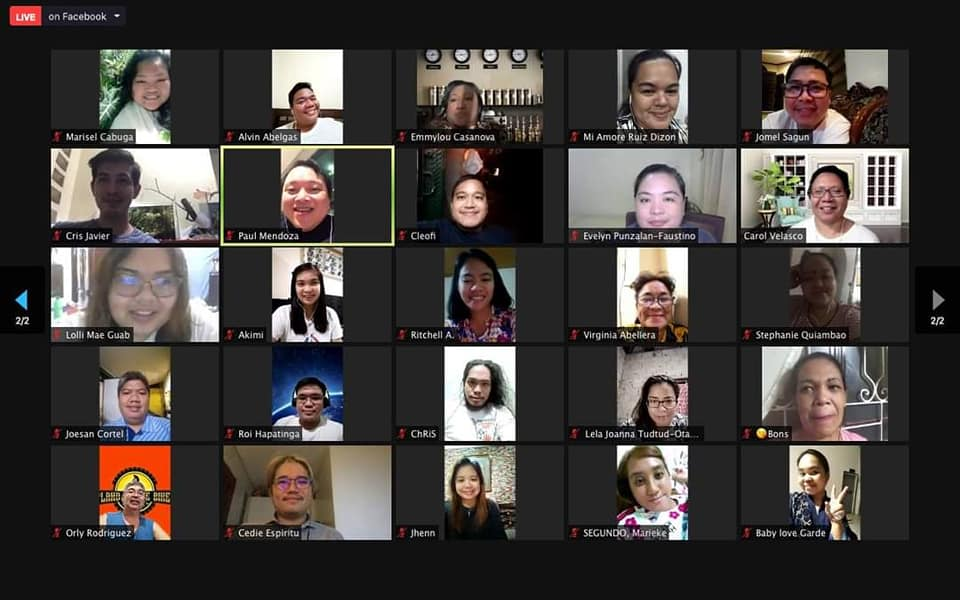 LIVE on Facebook
Marisel Cabuga
Alvin Abelgas
Emmylou Casanova
Mi Amore Ruiz Dizon
Jomel Sagun
Cris Javier
Paul Mendoza
Cleofi
Evelyn Punzalan-Faustino
Carol Velasco
2/2
2/2
Lolli Mae Guab
Akimi
Ritchell A.
Virginia Abellera
Stephanie Quiambao
Joesan Cortel
Roi Hapatinga
ChRiS
Lela Joanna Tudtud-Ota...
Bons
Orly Rodriguez
Cedie Espiritu
Jhenn
SEGUNDO, Marieke
Baby love Garde